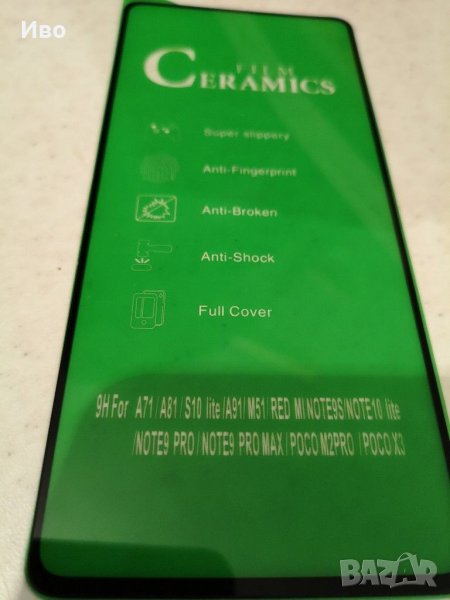 Иво
FILM
CERAMICS
Super slippery
Anti-Fingerprint
Anti-Broken
Anti-Shock
Full Cover
9H For A71/A81/S10 lite/A91/M51/RED MI NOTE9S/NOTE10 lite
/NOTE9 PRO/NOTE9 PRO MAX/POCO M2PRO/POCO X3
BAZAR